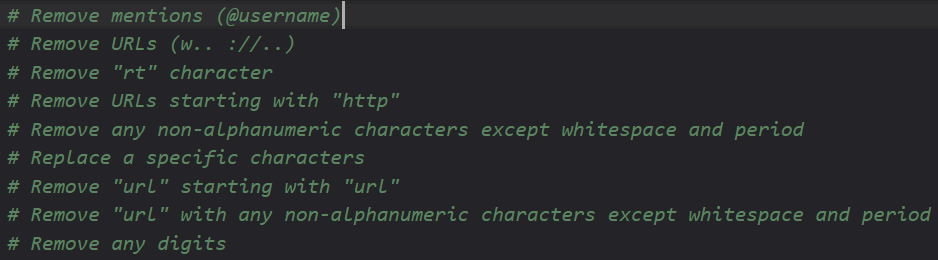 # Remove mentions (@username)
# Remove URLs (w.. ://..)
# Remove "rt" character
# Remove URLs starting with "http"
# Remove any non-alphanumeric characters except whitespace and period
# Replace a specific characters
# Remove "url" starting with "url"
# Remove "url" with any non-alphanumeric characters except whitespace and period
# Remove any digits